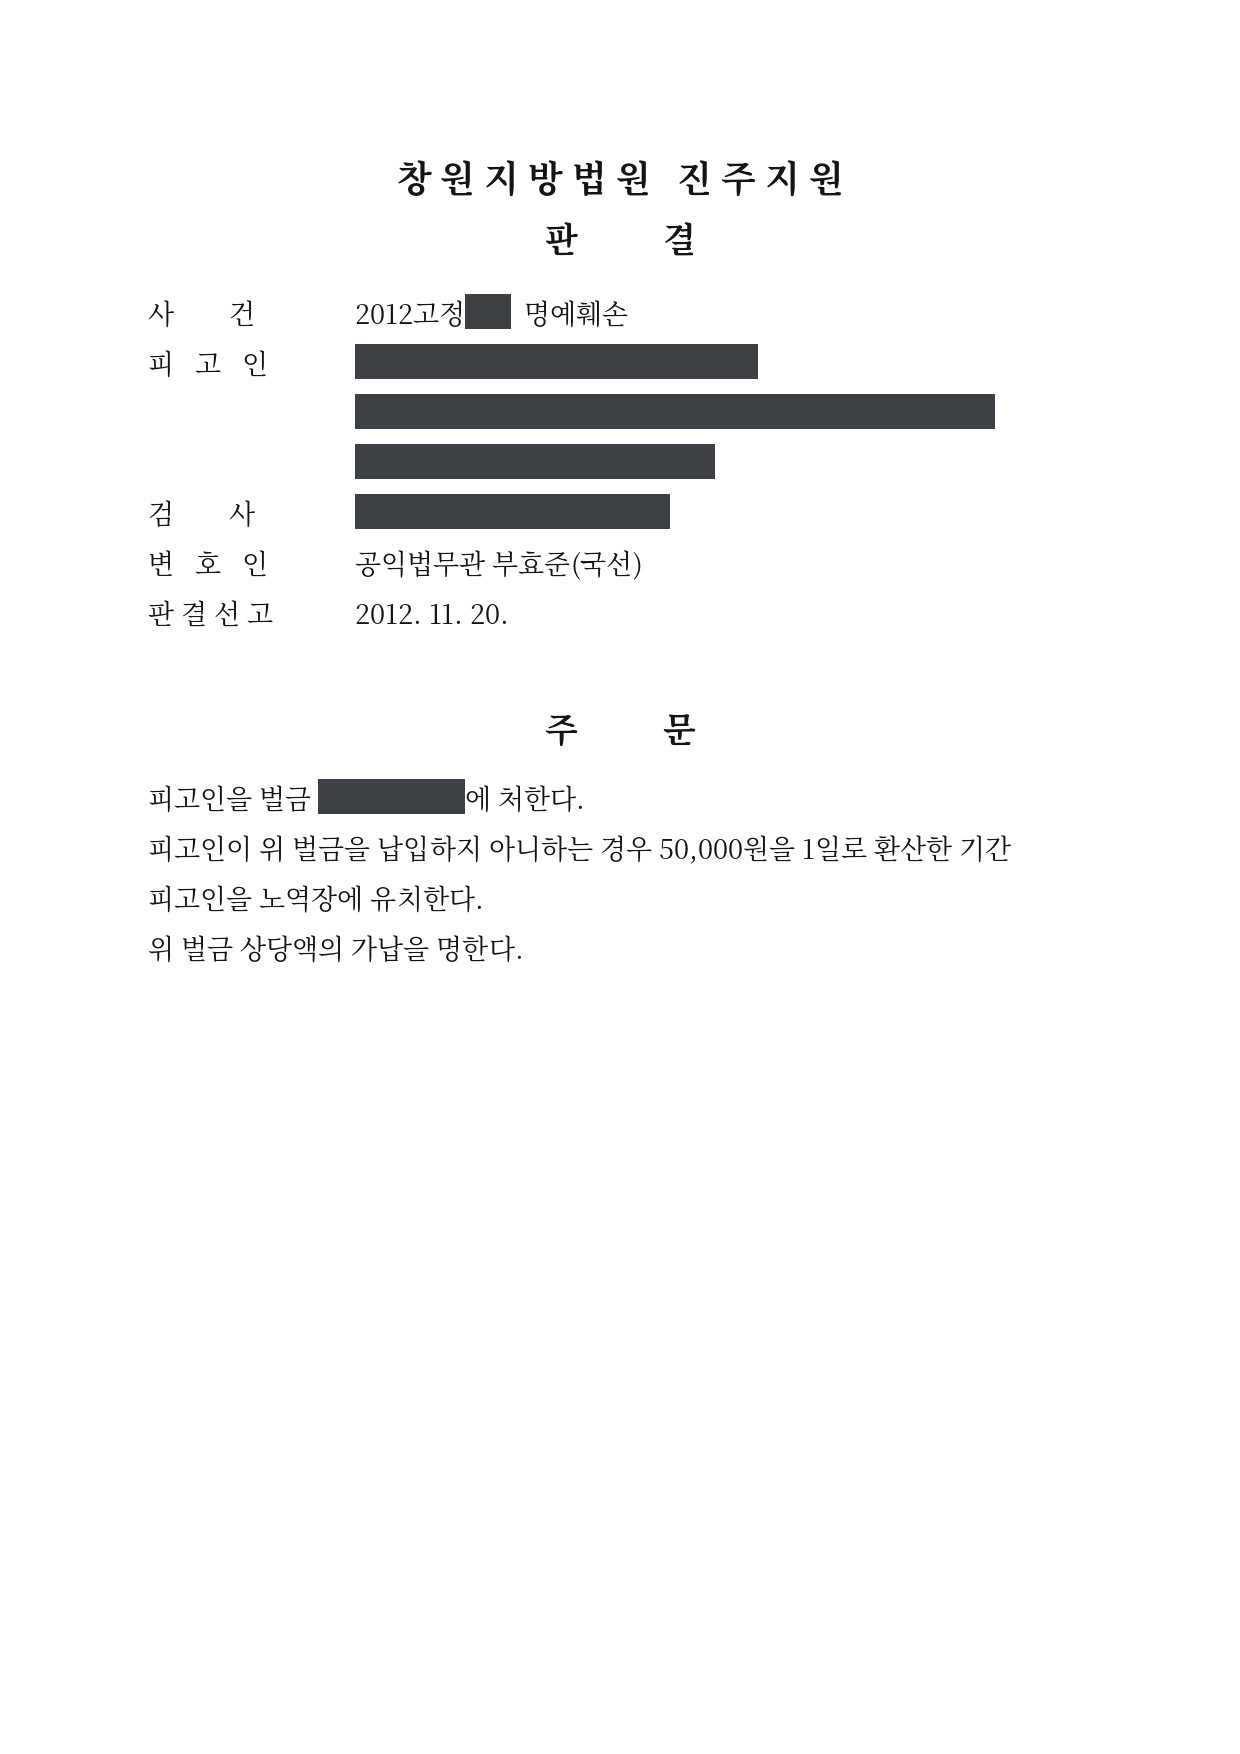 창원지방법원 진주지원
판 결
사 건 2012고정 명예훼손
피 고 인
검 사
변 호 인 공익법무관 부효준(국선)
판결선고 2012. 11. 20.
주 문
피고인을 벌금 에 처한다.
피고인이 위 벌금을 납입하지 아니하는 경우 50,000원을 1일로 환산한 기간
피고인을 노역장에 유치한다.
위 벌금 상당액의 가납을 명한다.